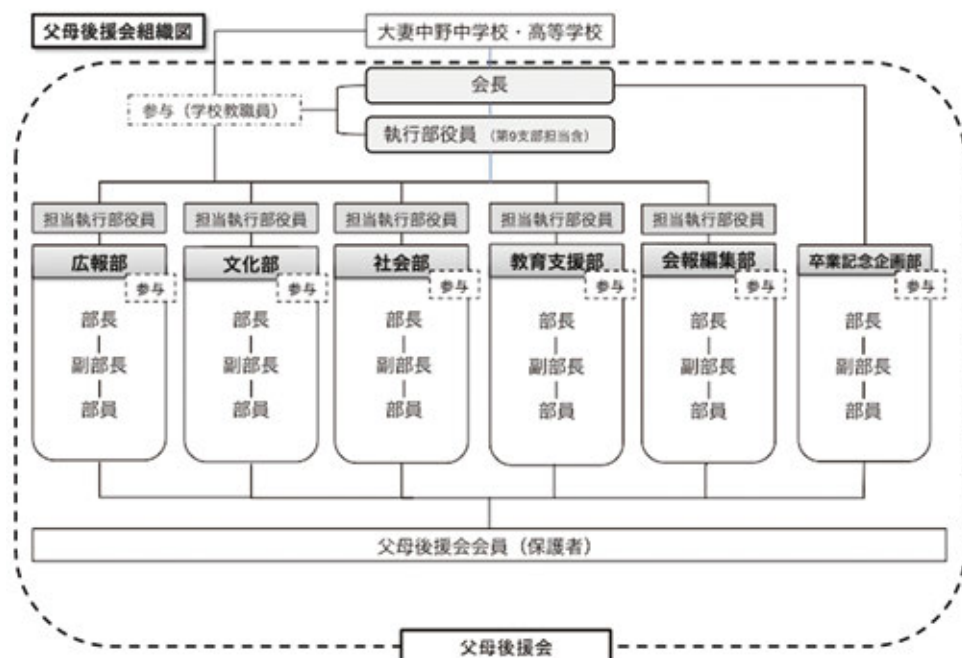 父母後援会組織図
大妻中野中学校・高等学校
会長
参与（学校教職員）
執行部役員（第9支部担当含）
担当執行部役員
担当執行部役員
担当執行部役員
担当執行部役員
担当執行部役員
広報部
文化部
社会部
教育支援部
会報編集部
卒業記念企画部
参与
参与
参与
参与
参与
参与
部長
部長
部長
部長
部長
部長
副部長
副部長
副部長
副部長
副部長
副部長
部員
部員
部員
部員
部員
部員
父母後援会会員（保護者）
父母後援会